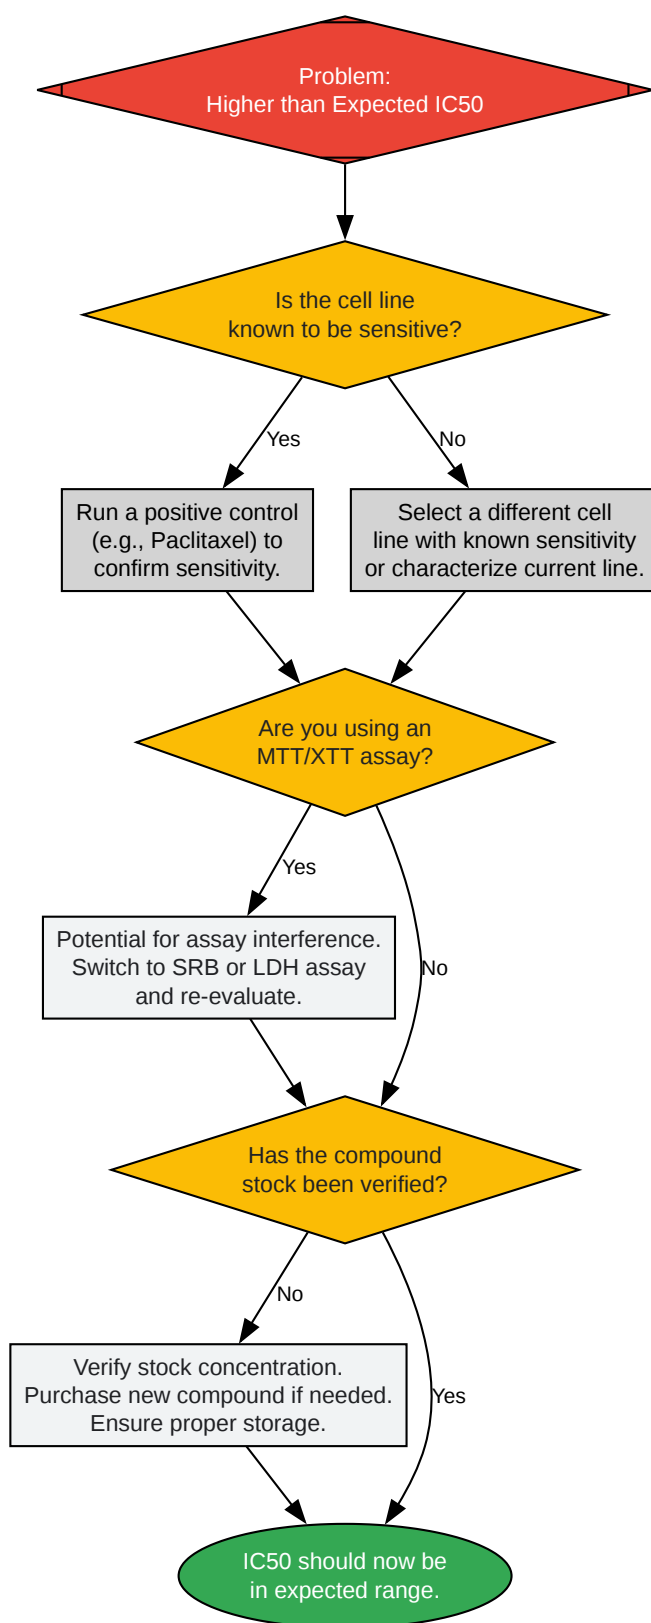 Problem:
Higher than Expected IC50
Is the cell line
known to be sensitive?
Yes
No
Run a positive control
(e.g., Paclitaxel) to
confirm sensitivity.
Select a different cell
line with known sensitivity
or characterize current line.
Are you using an
MTT/XTT assay?
Yes
No
Potential for assay interference.
Switch to SRB or LDH assay
and re-evaluate.
Has the compound
stock been verified?
No
Yes
Verify stock concentration.
Purchase new compound if needed.
Ensure proper storage.
IC50 should now be
in expected range.